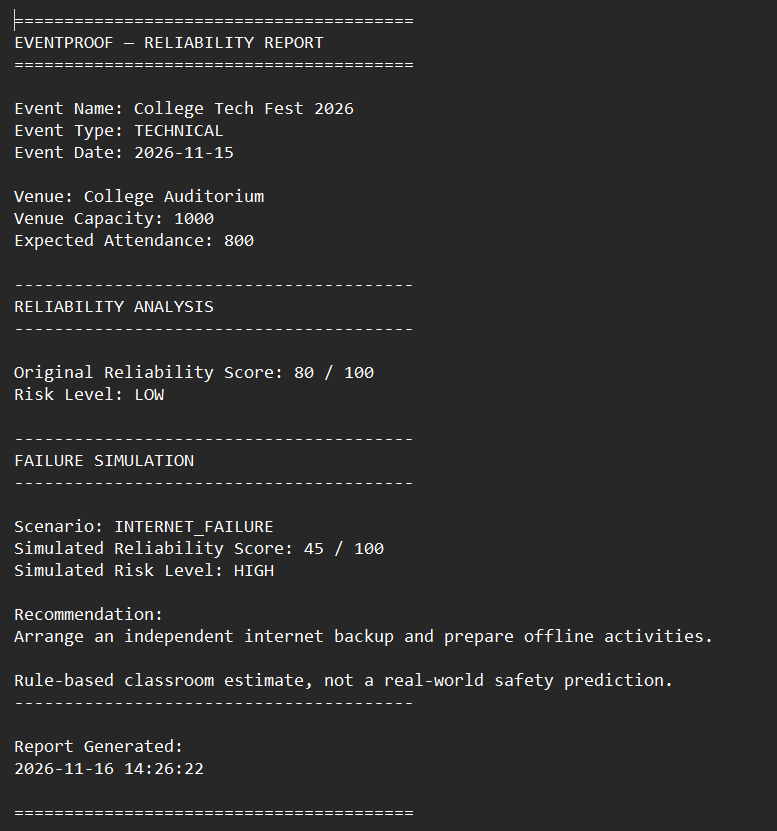 ========================================
EVENTPROOF — RELIABILITY REPORT
========================================
Event Name: College Tech Fest 2026
Event Type: TECHNICAL
Event Date: 2026-11-15
Venue: College Auditorium
Venue Capacity: 1000
Expected Attendance: 800
----------------------------------------
RELIABILITY ANALYSIS
----------------------------------------
Original Reliability Score: 80 / 100
Risk Level: LOW
----------------------------------------
FAILURE SIMULATION
----------------------------------------
Scenario: INTERNET_FAILURE
Simulated Reliability Score: 45 / 100
Simulated Risk Level: HIGH
Recommendation:
Arrange an independent internet backup and prepare offline activities.
Rule-based classroom estimate, not a real-world safety prediction.
----------------------------------------
Report Generated:
2026-11-16 14:26:22
========================================